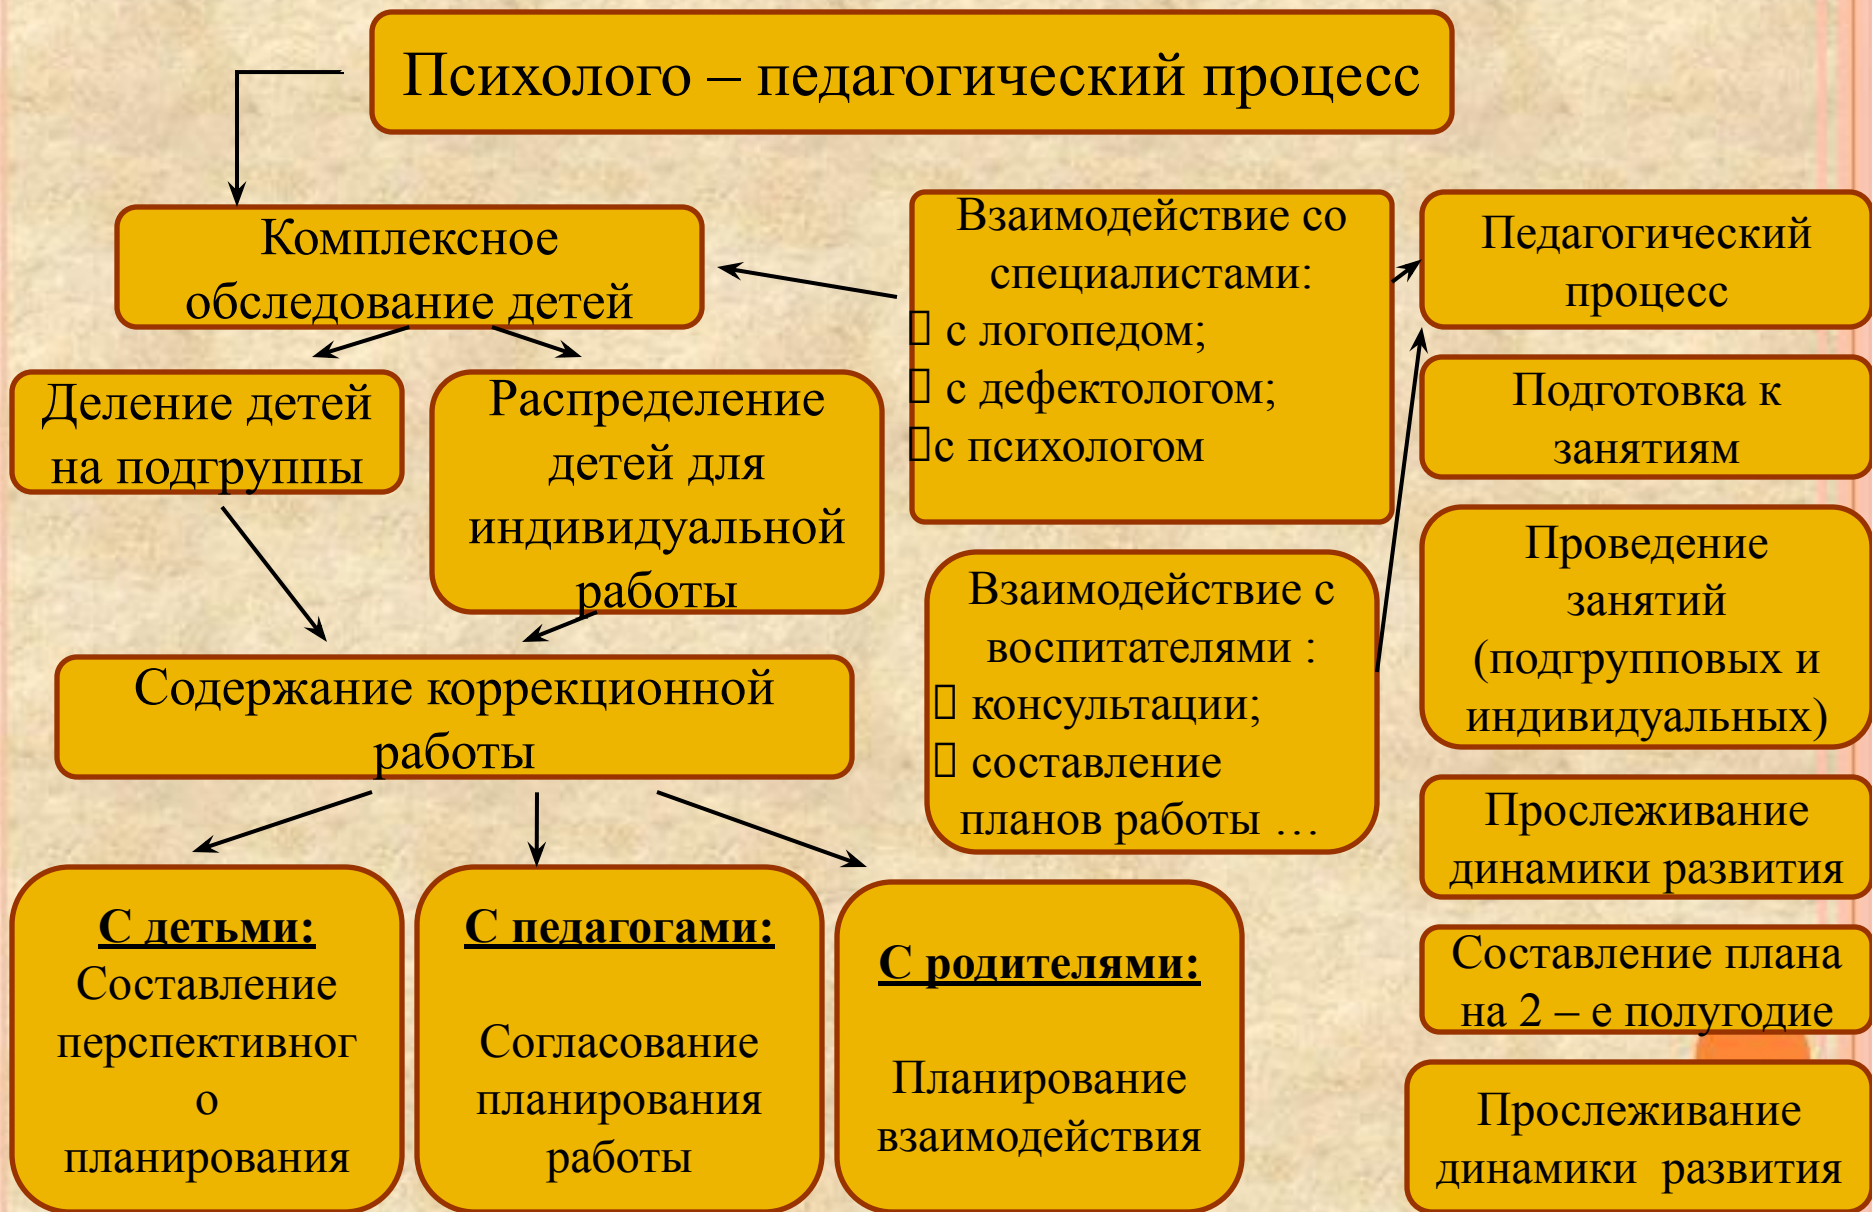 Психолого – педагогический процесс
Комплексное
обследование детей
Деление детей
на подгруппы
Распределение
детей для
индивидуальной
работы
Содержание коррекционной
работы
С детьми:
Составление
перспективног
о
планирования
С педагогами:
Согласование
планирования
работы
С родителями:
Планирование
взаимодействия
Взаимодействие со
специалистами:
с логопедом;
с дефектологом;
с психологом
Взаимодействие с
воспитателями :
консультации;
составление
планов работы …
Педагогический
процесс
Подготовка к
занятиям
Проведение
занятий
(подгрупповых и
индивидуальных)
Прослеживание
динамики развития
Составление плана
на 2 – е полугодие
Прослеживание
динамики  развития